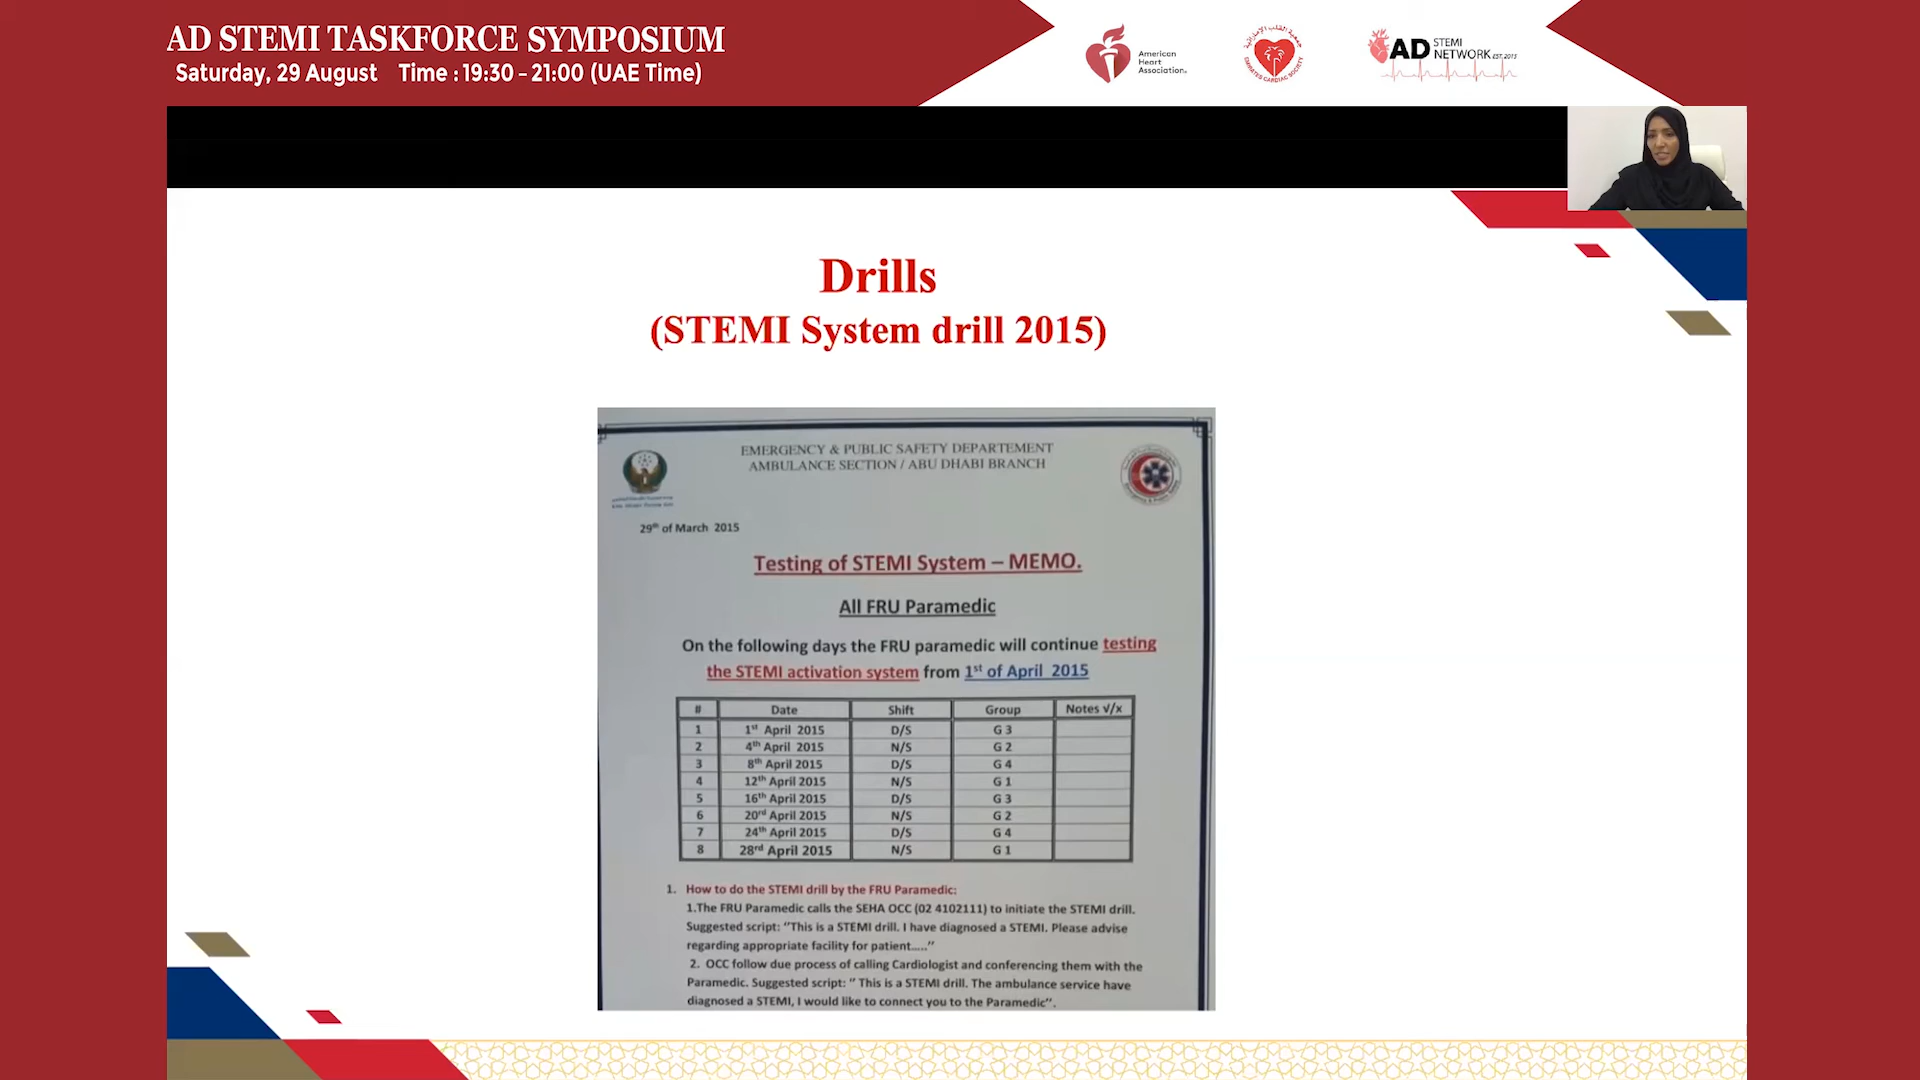 AD STEMI TASKFORCE SYMPOSIUM
Saturday, 29 August Time : 19:30 - 21:00 (UAE Time)
American
Heart
Association
EMIRATES CARDIAC SOCIETY
AD STEMI
NETWORK EST. 2015
Drills
(STEMI System drill 2015)
EMERGENCY & PUBLIC SAFETY DEPARTEMENT
AMBULANCE SECTION / ABU DHABI BRANCH
29th of March 2015
Testing of STEMI System – MEMO.
All FRU Paramedic
On the following days the FRU paramedic will continue testing
the STEMI activation system from 1st of April 2015
# Date Shift Group Notes √/x
1 1st April 2015 D/S G 3
2 4th April 2015 N/S G 2
3 8th April 2015 D/S G 4
4 12th April 2015 N/S G 1
5 16th April 2015 D/S G 3
6 20rd April 2015 N/S G 2
7 24th April 2015 D/S G 4
8 28rd April 2015 N/S G 1
1. How to do the STEMI drill by the FRU Paramedic:
1.The FRU Paramedic calls the SEHA OCC (02 4102111) to initiate the STEMI drill.
Suggested script: "This is a STEMI drill. I have diagnosed a STEMI. Please advise
regarding appropriate facility for patient....."
2. OCC follow due process of calling Cardiologist and conferencing them with the
Paramedic. Suggested script: " This is a STEMI drill. The ambulance service have
diagnosed a STEMI, I would like to connect you to the Paramedic".